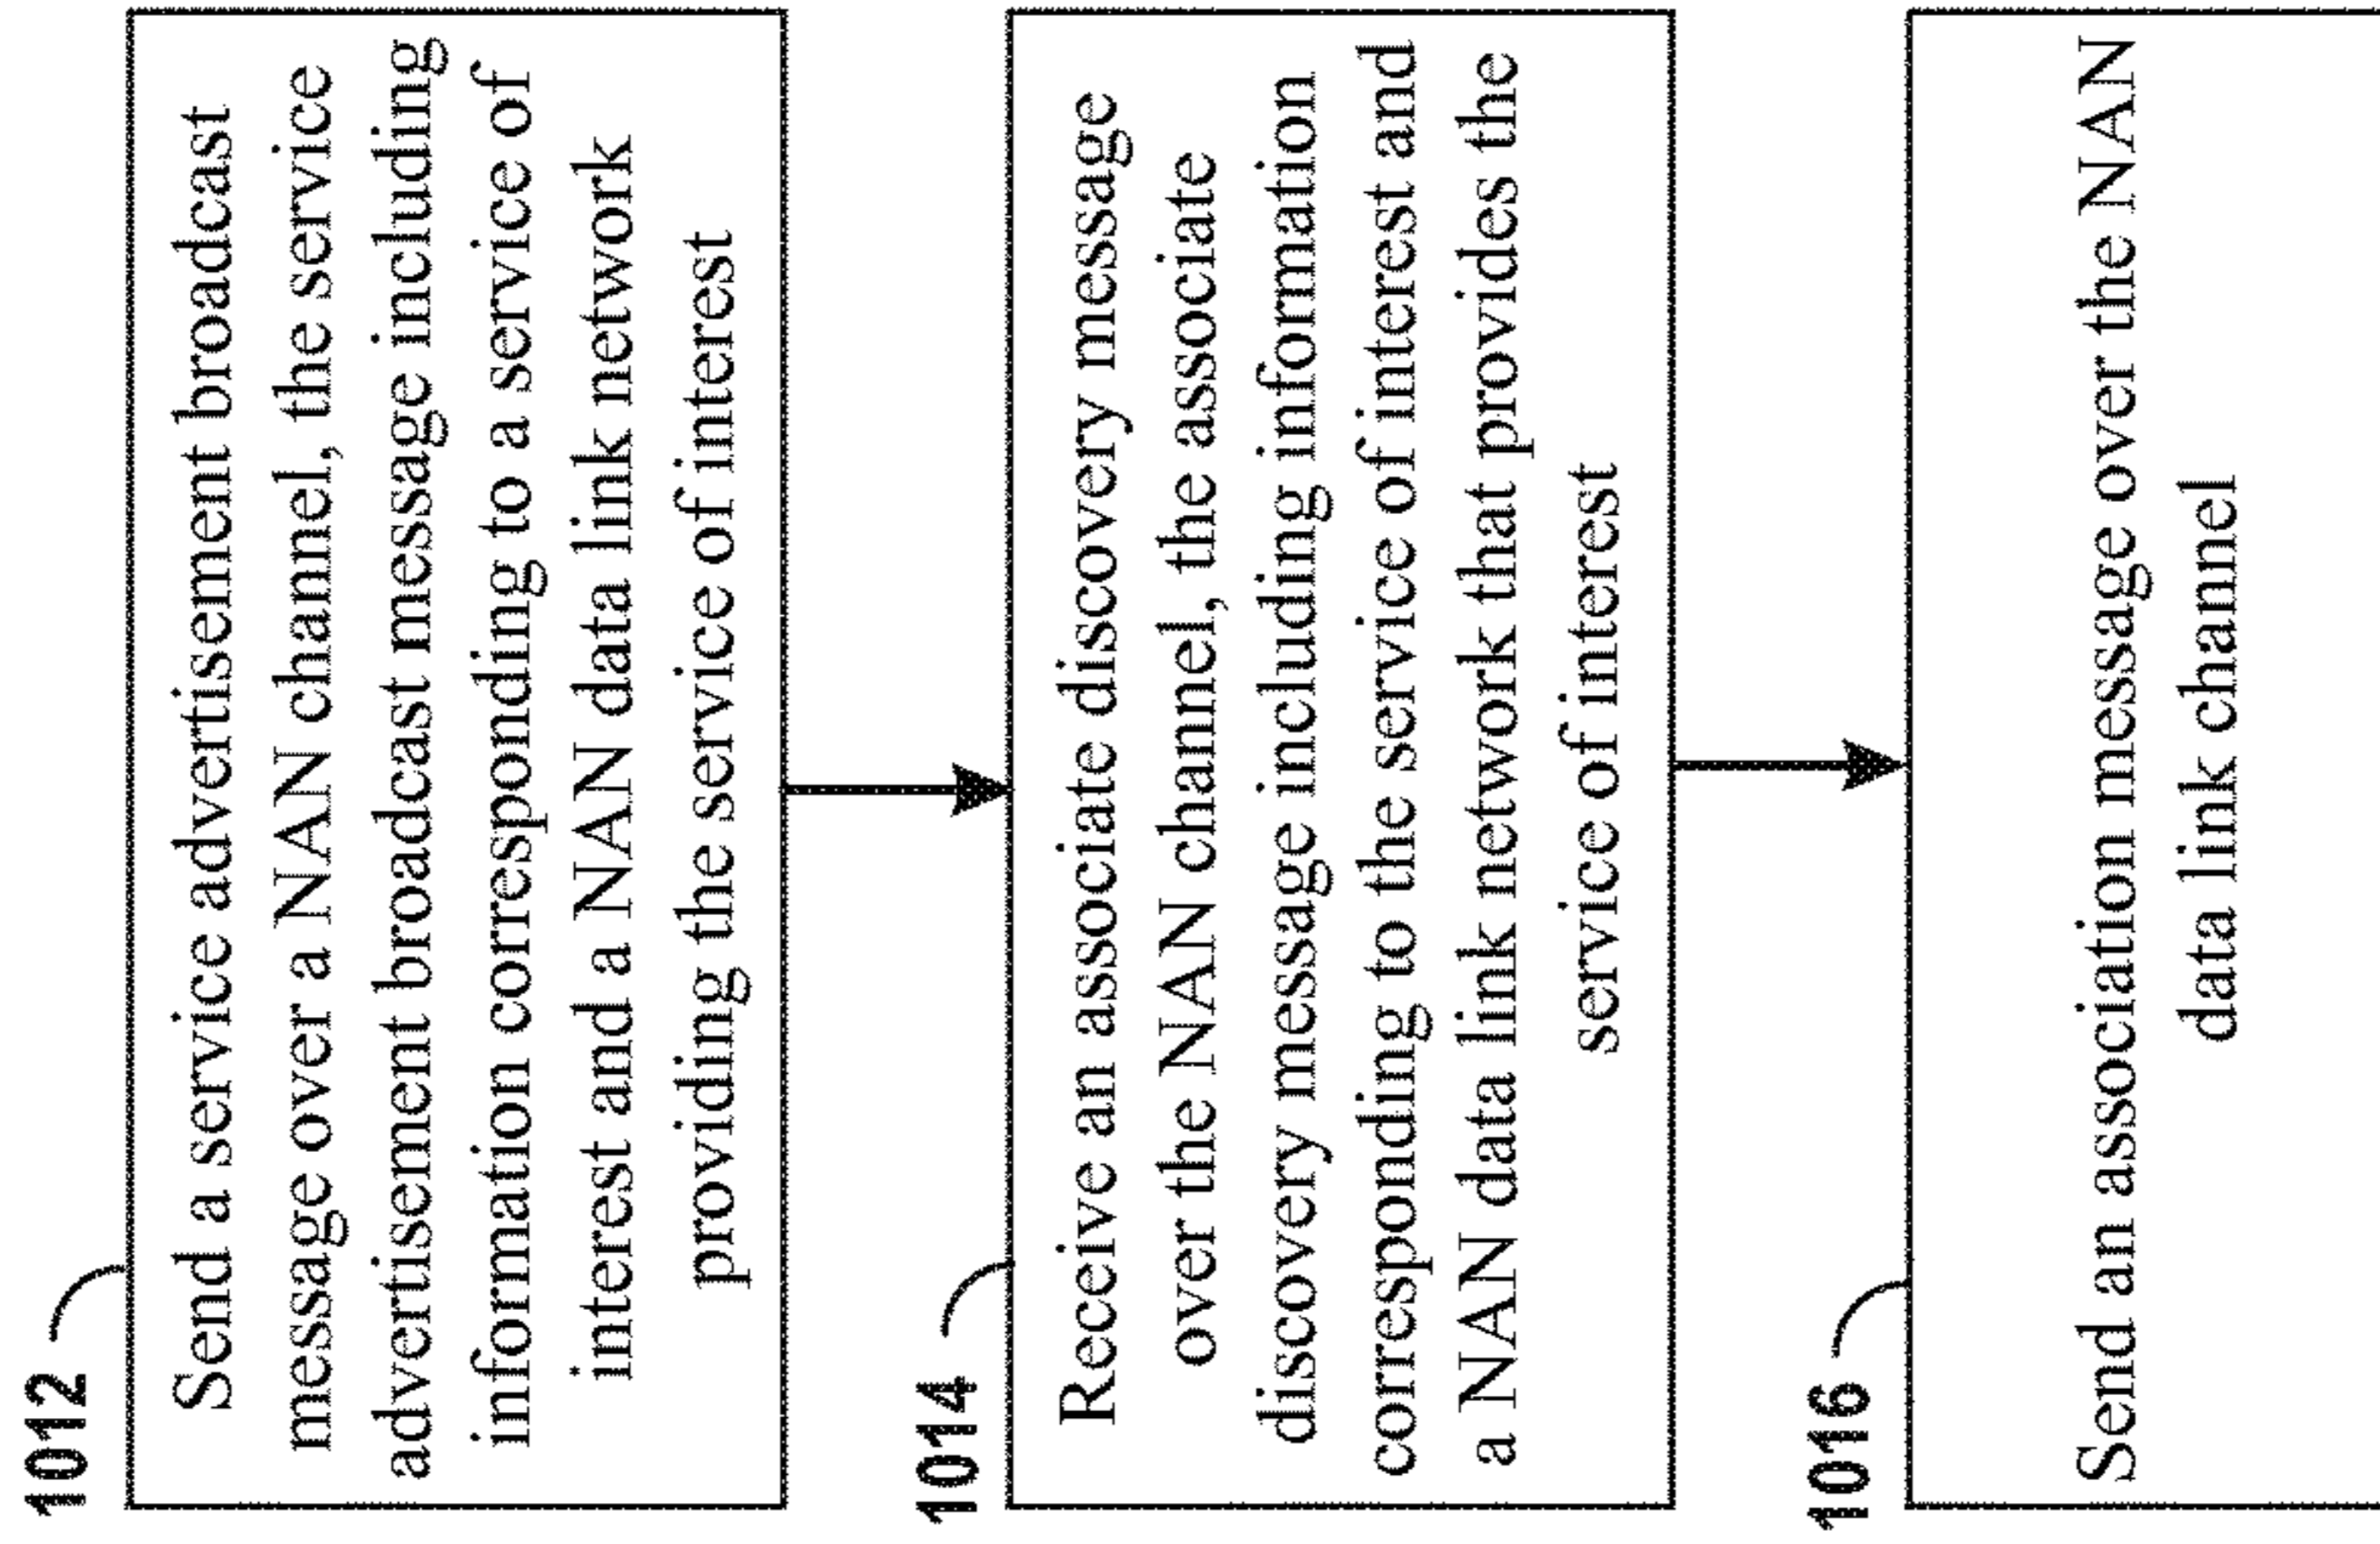 1012
Send a service advertisement broadcast
message over a NAN channel, the service
advertisement broadcast message including
information corresponding to a service of
interest and a NAN data link network
providing the service of interest
1014
Receive an associate discovery message
over the NAN channel, the associate
discovery message including information
corresponding to the service of interest and
a NAN data link network that provides the
service of interest
1016
Send an association message over the NAN
data link channel